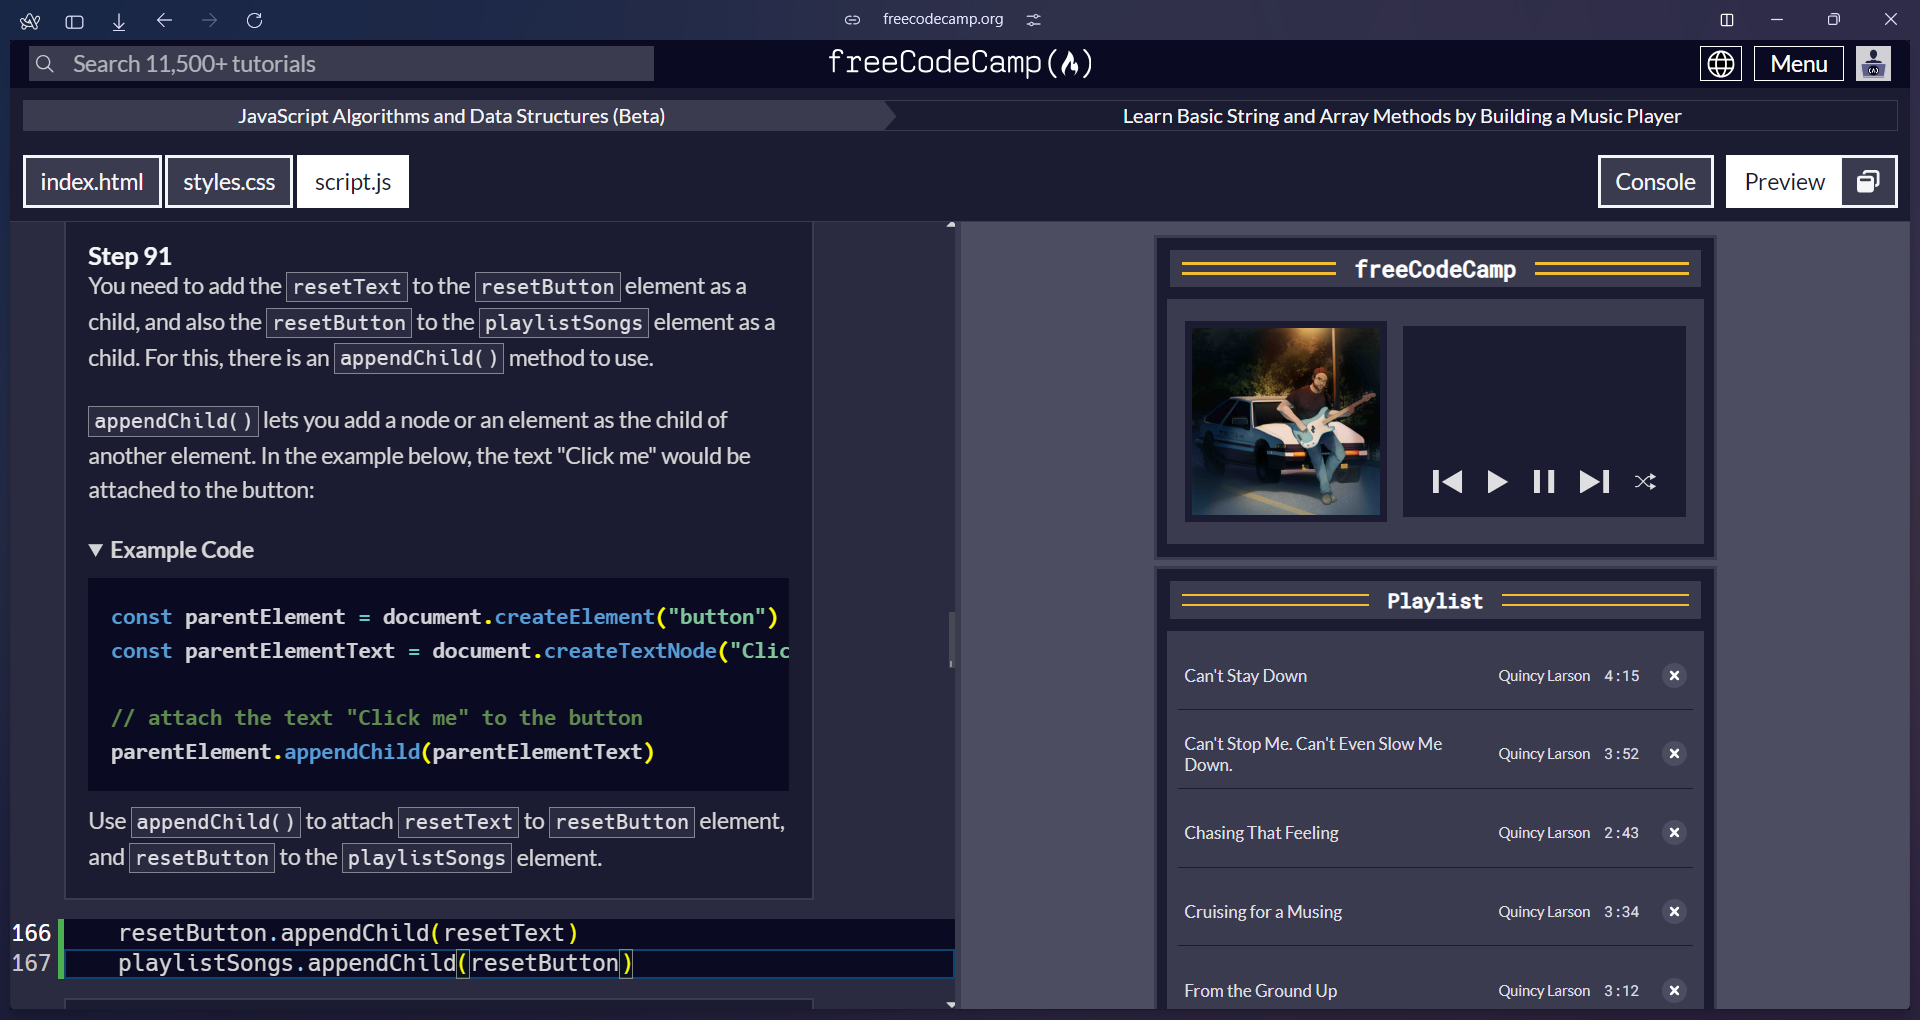 freecodecamp.org
Search 11,500+ tutorials
freeCodeCamp
Menu
JavaScript Algorithms and Data Structures (Beta)
Learn Basic String and Array Methods by Building a Music Player
index.html
styles.css
script.js
Console
Preview
Step 91
You need to add the resetText to the resetButton element as a
child, and also the resetButton to the playlistSongs element as a
child. For this, there is an appendChild() method to use.
appendChild() lets you add a node or an element as the child of
another element. In the example below, the text "Click me" would be
attached to the button:
Example Code
const parentElement = document.createElement("button")
const parentElementText = document.createTextNode("Clic
// attach the text "Click me" to the button
parentElement.appendChild(parentElementText)
Use appendChild() to attach resetText to resetButton element,
and resetButton to the playlistSongs element.
166 resetButton.appendChild(resetText)
167 playlistSongs.appendChild(resetButton)
freeCodeCamp
Playlist
Can't Stay Down Quincy Larson 4:15
Can't Stop Me. Can't Even Slow Me
Down.
Quincy Larson 3:52
Chasing That Feeling Quincy Larson 2:43
Cruising for a Musing Quincy Larson 3:34
From the Ground Up Quincy Larson 3:12